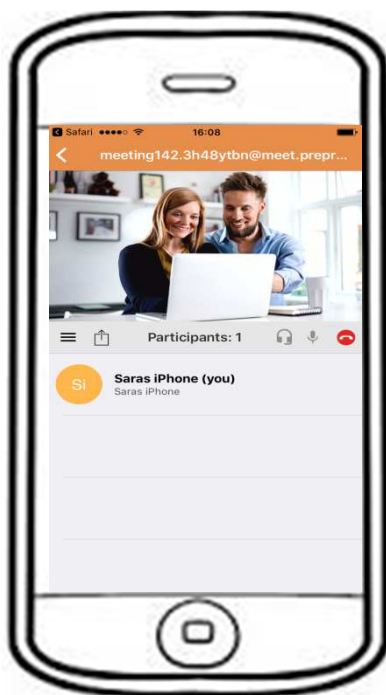 Safari 16:08
meeting142.3h48ytbn@meet.prepr...
Participants: 1
Si
Saras iPhone (you)
Saras iPhone